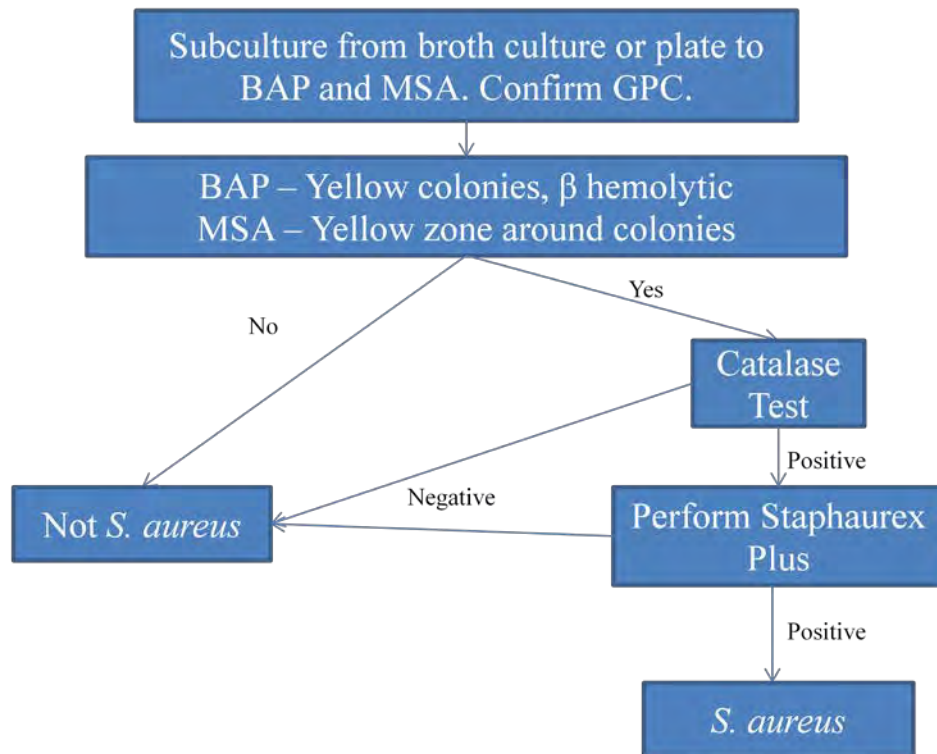 Subculture from broth culture or plate to
BAP and MSA. Confirm GPC.
BAP – Yellow colonies, β hemolytic
MSA – Yellow zone around colonies
No
Yes
Catalase
Test
Positive
Negative
Not S. aureus
Perform Staphaurex
Plus
Positive
S. aureus